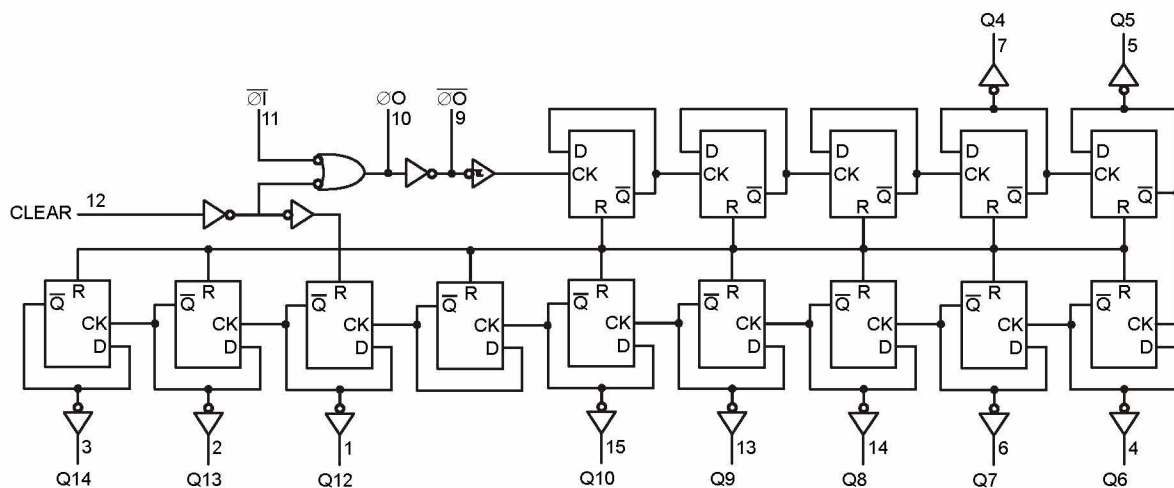 Q4 Q5
7 5
ØI ØO ØO
11 10 9
D D D D D
CK CK CK CK CK
Q Q Q Q Q
CLEAR 12
R R R R R
R R R R R R R R
Q Q Q Q Q Q Q Q
CK CK CK CK CK CK CK CK CK
D D D D D D D D D
3 2 1 15 13 14 6 4
Q14 Q13 Q12 Q10 Q9 Q8 Q7 Q6